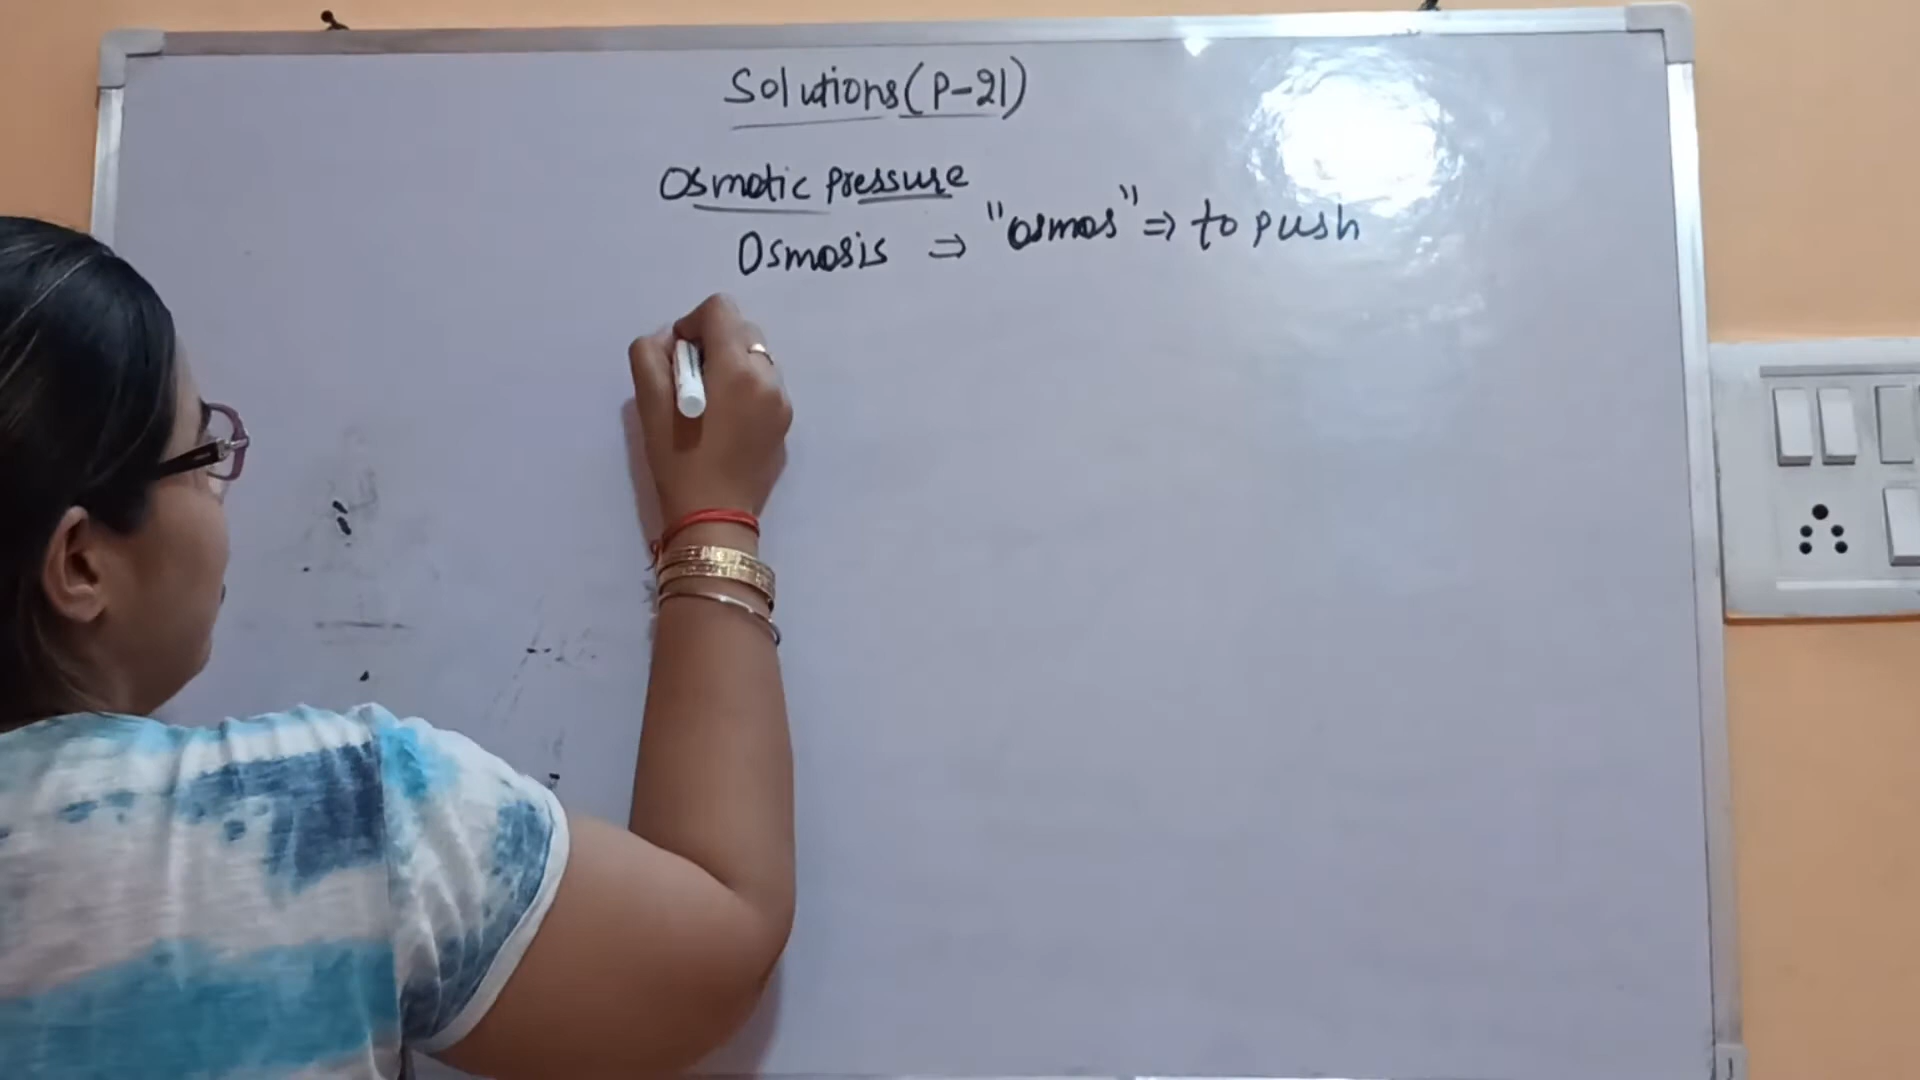 Solutions (P-21)
Osmotic pressure
Osmosis ⇒ "osmos" ⇒ to push